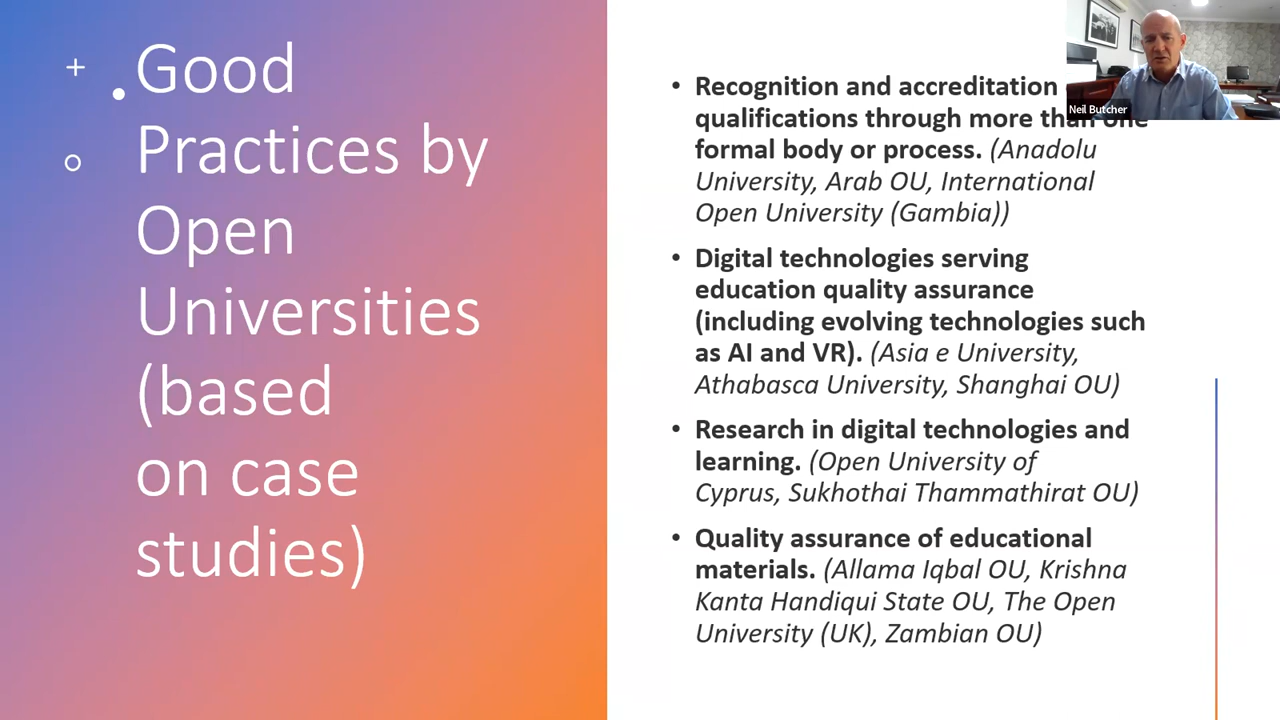 Good
Practices by
Open
Universities
(based
on case
studies)
• Recognition and accreditation
qualifications through more than one
formal body or process. (Anadolu
University, Arab OU, International
Open University (Gambia))
• Digital technologies serving
education quality assurance
(including evolving technologies such
as AI and VR). (Asia e University,
Athabasca University, Shanghai OU)
• Research in digital technologies and
learning. (Open University of
Cyprus, Sukhothai Thammathirat OU)
• Quality assurance of educational
materials. (Allama Iqbal OU, Krishna
Kanta Handiqui State OU, The Open
University (UK), Zambian OU)
Neil Butcher